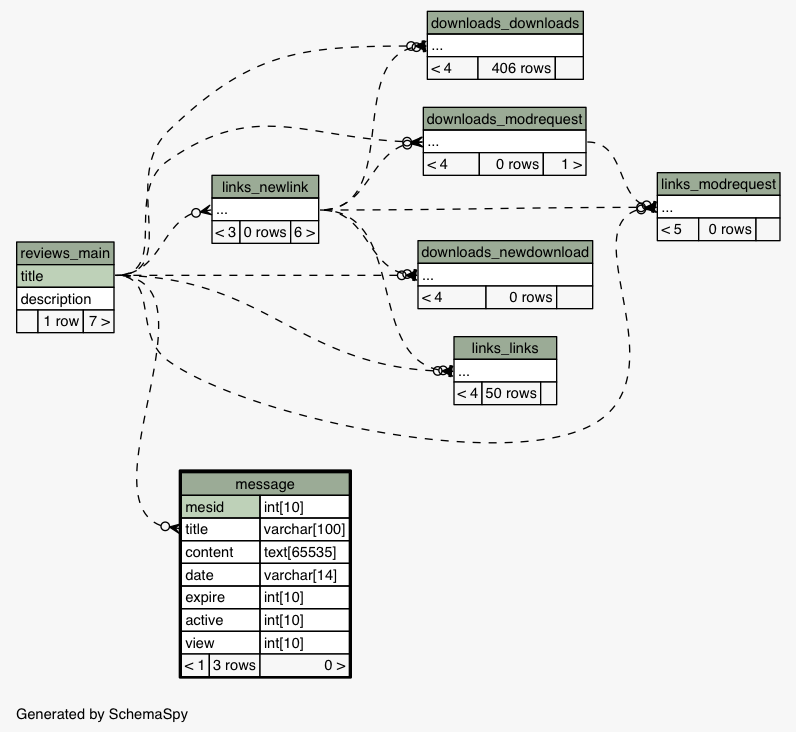 downloads_downloads
...
< 4 406 rows
downloads_modrequest
...
< 4 0 rows 1 >
links_newlink
...
< 3 0 rows 6 >
links_modrequest
...
< 5 0 rows
reviews_main
title
description
1 row 7 >
downloads_newdownload
...
< 4 0 rows
links_links
...
< 4 50 rows
message
mesid int[10]
title varchar[100]
content text[65535]
date varchar[14]
expire int[10]
active int[10]
view int[10]
< 1 3 rows 0 >
Generated by SchemaSpy